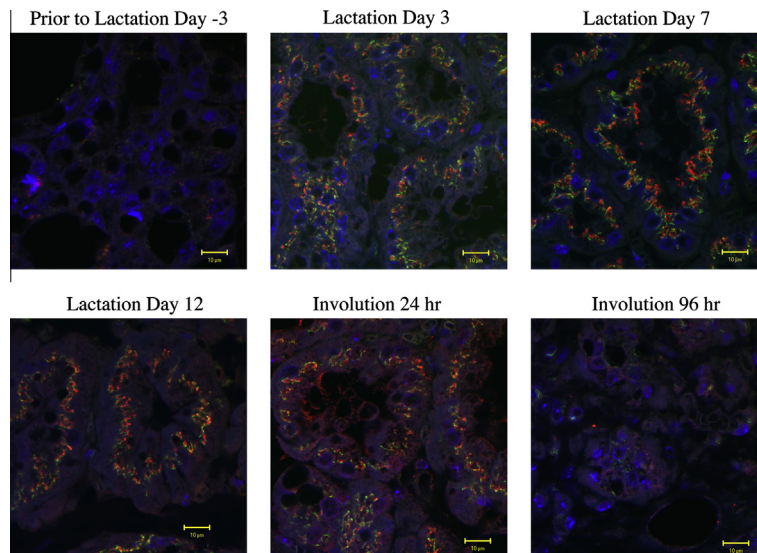 Prior to Lactation Day -3
Lactation Day 3
Lactation Day 7
10 µm
10 µm
10 µm
Lactation Day 12
Involution 24 hr
Involution 96 hr
10 µm
10 µm
10 µm